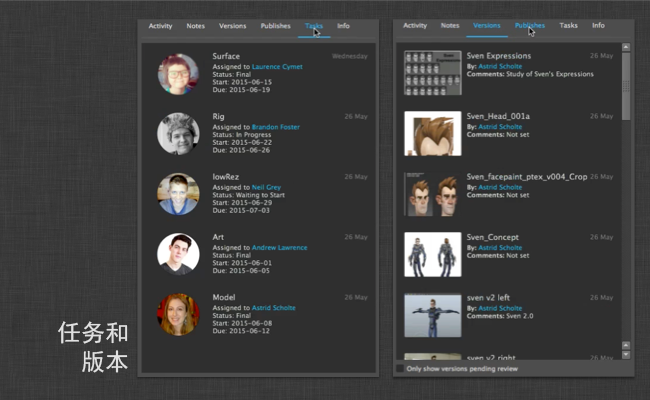 Activity Notes Versions Publishes Tasks Info
Surface Wednesday
Assigned to Laurence Cymet
Status: Final
Start: 2015-06-15
Due: 2015-06-19
Rig 26 May
Assigned to Brandon Foster
Status: In Progress
Start: 2015-06-22
Due: 2015-06-26
lowRez 26 May
Assigned to Neil Grey
Status: Waiting to Start
Start: 2015-06-29
Due: 2015-07-03
Art 26 May
Assigned to Andrew Lawrence
Status: Final
Start: 2015-06-01
Due: 2015-06-05
Model 26 May
Assigned to Astrid Scholte
Status: Final
Start: 2015-06-08
Due: 2015-06-12
Activity Notes Versions Publishes Tasks Info
Sven Expressions 26 May
By: Astrid Scholte
Comments: Study of Sven's Expressions
Sven_Head_001a 26 May
By: Astrid Scholte
Comments: Not set
Sven_facepaint_ptex_v004_Crop 26 May
By: Astrid Scholte
Comments: Not set
Sven_Concept 26 May
By: Astrid Scholte
Comments: Not set
sven v2 left 26 May
By: Astrid Scholte
Comments: Sven 2.0
sven v2 right 26 May
Only show versions pending review
任务和
版本